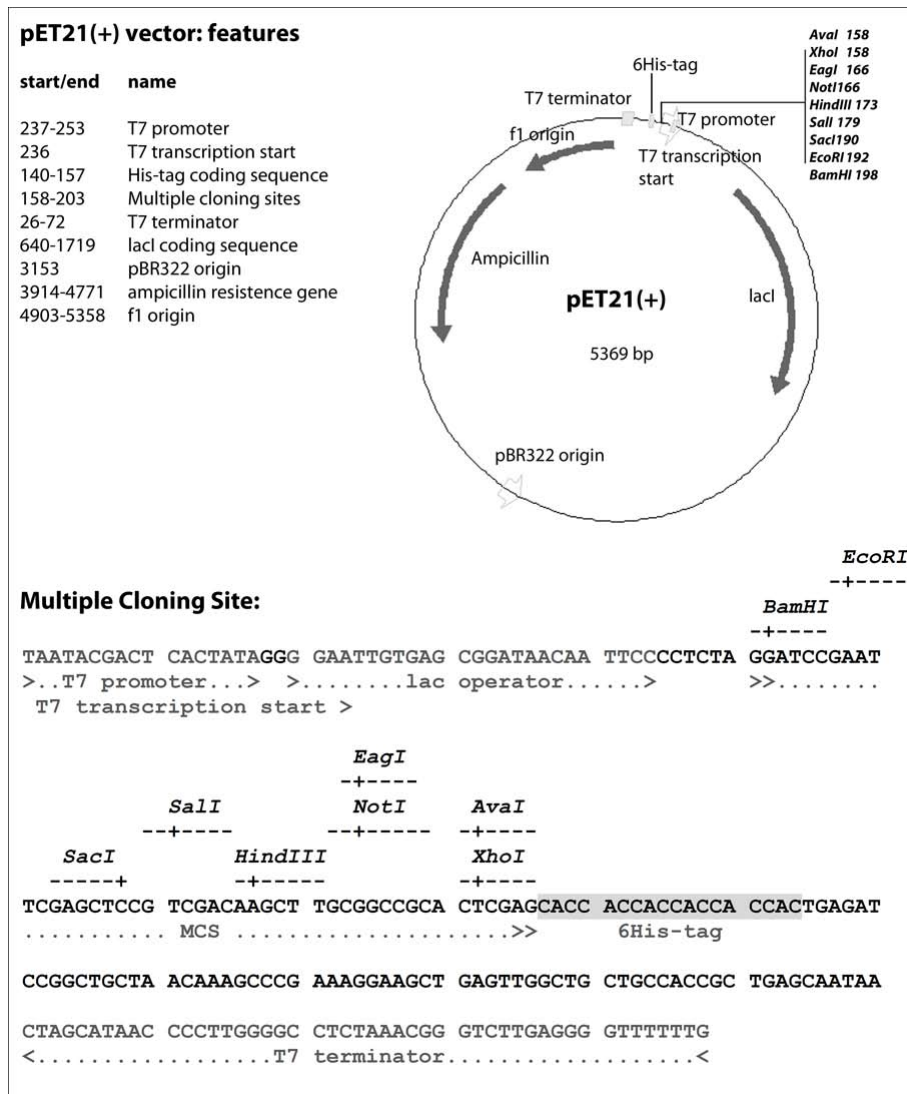 pET21(+) vector: features
start/end name
237-253 T7 promoter
236 T7 transcription start
140-157 His-tag coding sequence
158-203 Multiple cloning sites
26-72 T7 terminator
640-1719 lacI coding sequence
3153 pBR322 origin
3914-4771 ampicillin resistence gene
4903-5358 f1 origin
AvaI 158
XhoI 158
EagI 166
NotI166
HindIII 173
SalI 179
SacI190
EcoRI192
BamHI 198
6His-tag
T7 terminator
T7 promoter
f1 origin
T7 transcription
start
Ampicillin
lacI
pET21(+)
5369 bp
pBR322 origin
EcoRI
-+----
Multiple Cloning Site:
BamHI
-+----
TAATACGACT CACTATAGGG GAATTGTGAG CGGATAACAA TTCCCCTCTA GGATCCGAAT
>..T7 promoter...> >........lac operator......> >>........
T7 transcription start >
EagI
-+----
SalI NotI AvaI
--+---- --+----- -+----
SacI HindIII XhoI
-----+ -+----- -+----
TCGAGCTCCG TCGACAAGCT TGCGGCCGCA CTCGAGCACC ACCACCACCA CCACTGAGAT
........... MCS ......................>> 6His-tag
CCGGCTGCTA ACAAAGCCCG AAAGGAAGCT GAGTTGGCTG CTGCCACCGC TGAGCAATAA
CTAGCATAAC CCCTTGGGGC CTCTAAACGG GTCTTGAGGG GTTTTTTG
<...................T7 terminator....................<